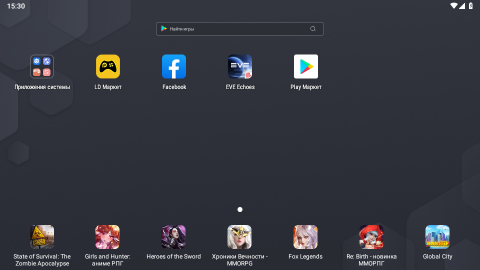 15:30
Найти игры
Приложения системы
LD Маркет
Facebook
EVE Echoes
Play Маркет
State of Survival: The
Zombie Apocalypse
Girls and Hunter:
аниме РПГ
Heroes of the Sword
Хроники Вечности -
MMORPG
Fox Legends
Re: Birth - новинка
ММОРПГ
Global City